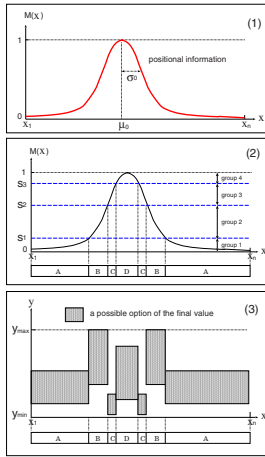 M(x) (1)
1
positional information
σ₀
0
x₁ μ₀ xₙ x
M(x) (2)
1
group 4
S3
group 3
S2
group 2
S1
group 1
0
x₁ xₙ x
A B C D C B A
y (3)
a possible option of the final value
ymax
ymin
x₁ xₙ x
A B C D C B A